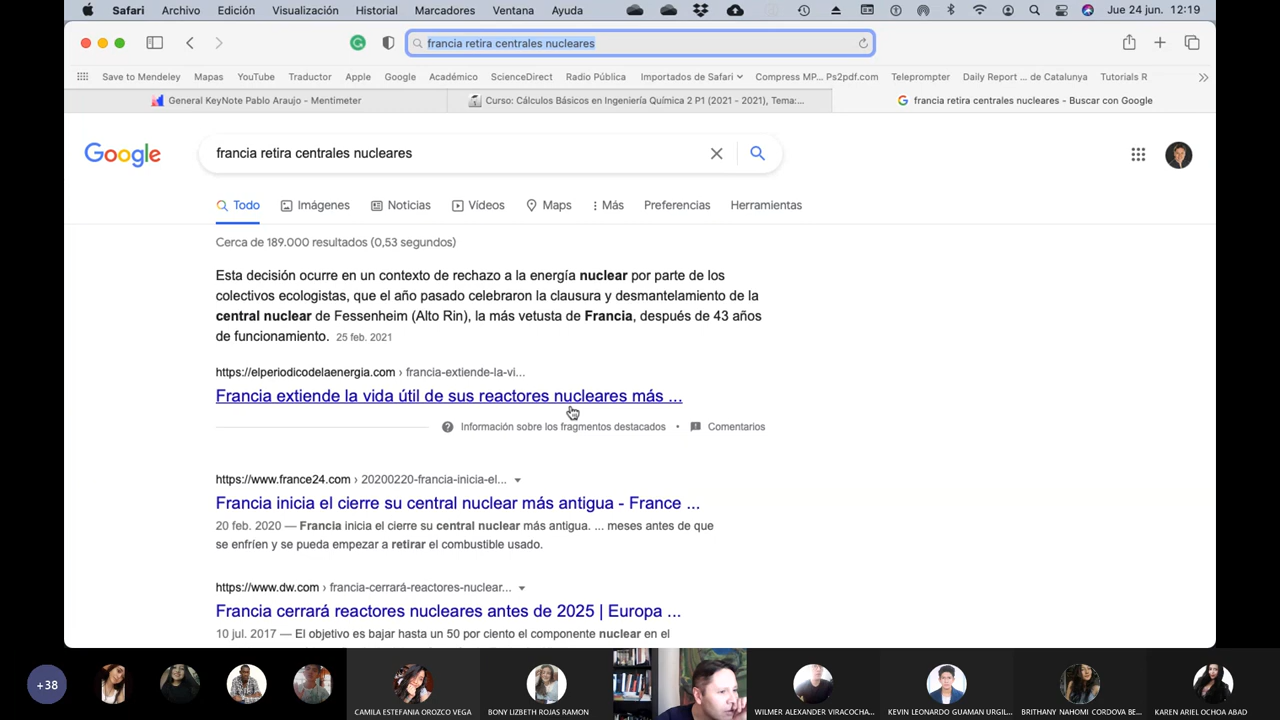 Safari Archivo Edición Visualización Historial Marcadores Ventana Ayuda Jue 24 jun. 12:19
francia retira centrales nucleares
Save to Mendeley Mapas YouTube Traductor Apple Google Académico ScienceDirect Radio Pública Importados de Safari Compress MP... Ps2pdf.com Teleprompter Daily Report ... de Catalunya Tutorials R
General KeyNote Pablo Araujo - Mentimeter Curso: Cálculos Básicos en Ingeniería Química 2 P1 (2021 - 2021), Tema:... francia retira centrales nucleares - Buscar con Google
Google francia retira centrales nucleares
Todo Imágenes Noticias Vídeos Maps Más Preferencias Herramientas
Cerca de 189.000 resultados (0,53 segundos)
Esta decisión ocurre en un contexto de rechazo a la energía nuclear por parte de los
colectivos ecologistas, que el año pasado celebraron la clausura y desmantelamiento de la
central nuclear de Fessenheim (Alto Rin), la más vetusta de Francia, después de 43 años
de funcionamiento. 25 feb. 2021
https://elperiodicodelaenergia.com › francia-extiende-la-vi...
Francia extiende la vida útil de sus reactores nucleares más ...
Información sobre los fragmentos destacados • Comentarios
https://www.france24.com › 20200220-francia-inicia-el...
Francia inicia el cierre su central nuclear más antigua - France ...
20 feb. 2020 — Francia inicia el cierre su central nuclear más antigua. ... meses antes de que
se enfríen y se pueda empezar a retirar el combustible usado.
https://www.dw.com › francia-cerrará-reactores-nuclear...
Francia cerrará reactores nucleares antes de 2025 | Europa ...
10 jul. 2017 — El objetivo es bajar hasta un 50 por ciento el componente nuclear en el
+38 CAMILA ESTEFANIA OROZCO VEGA BONY LIZBETH ROJAS RAMON WILMER ALEXANDER VIRACOCHA... KEVIN LEONARDO GUAMAN URGIL... BRITHANY NAHOMI CORDOVA BE... KAREN ARIEL OCHOA ABAD